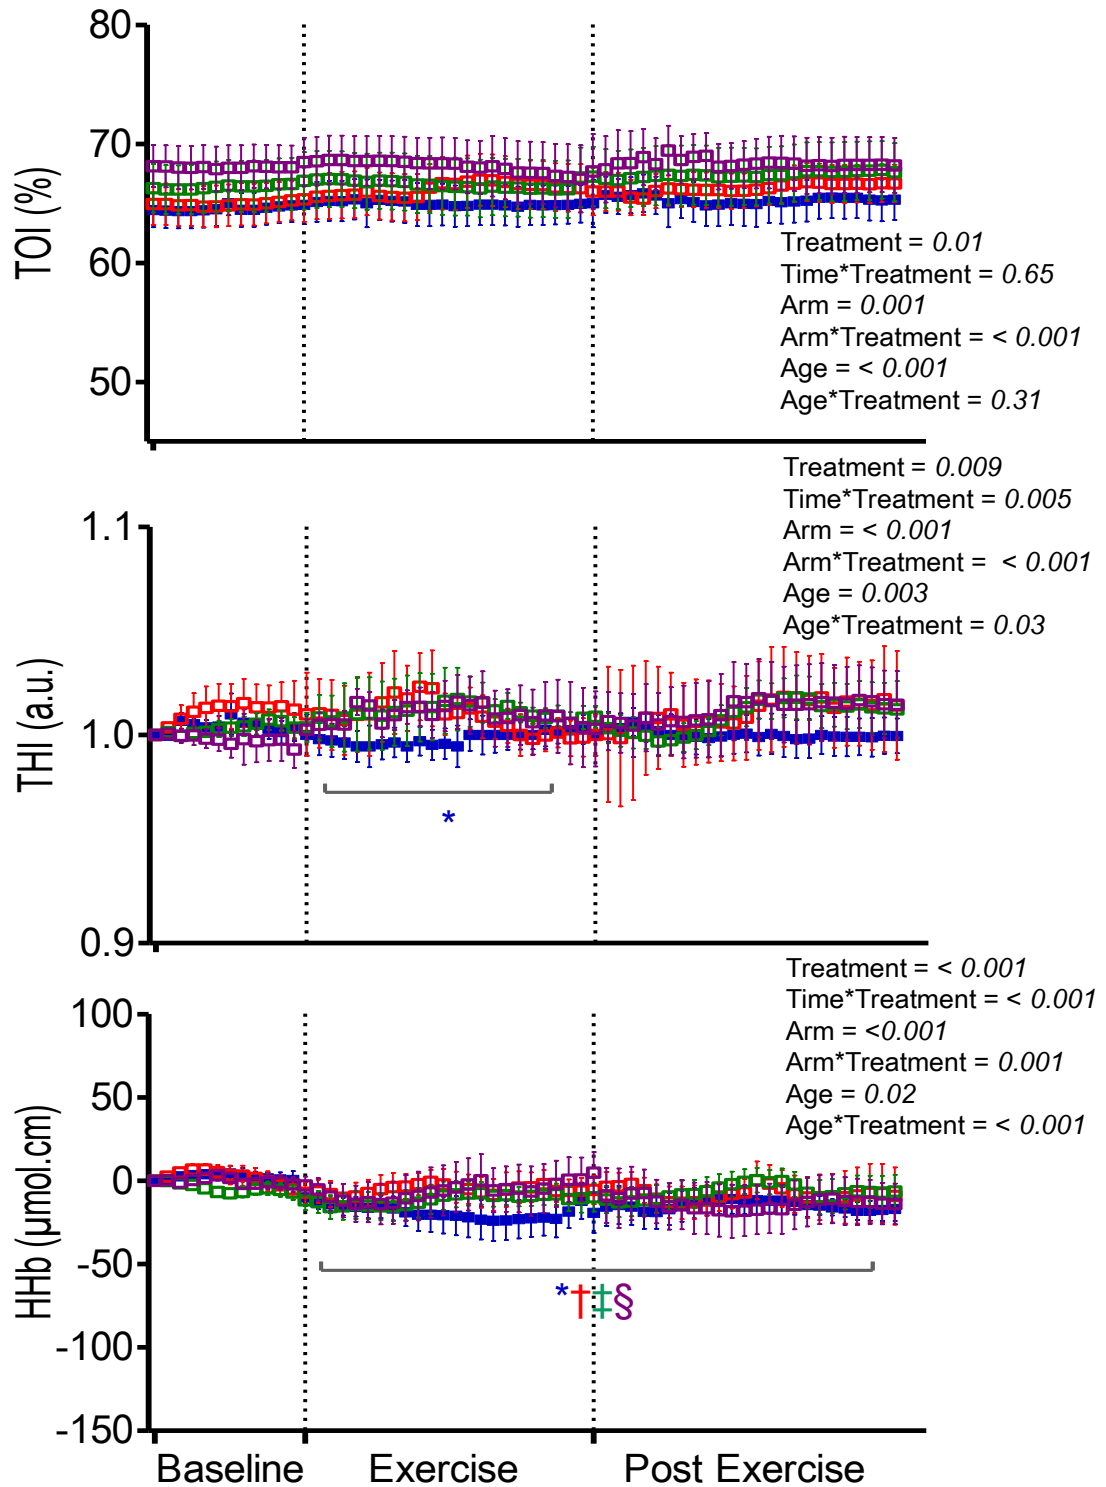 80
70
60
50
TOI (%)
Treatment = 0.01
Time*Treatment = 0.65
Arm = 0.001
Arm*Treatment = < 0.001
Age = < 0.001
Age*Treatment = 0.31
1.1
1.0
0.9
THI (a.u.)
Treatment = 0.009
Time*Treatment = 0.005
Arm = < 0.001
Arm*Treatment = < 0.001
Age = 0.003
Age*Treatment = 0.03
*
100
50
0
-50
-100
-150
HHb (µmol.cm)
Treatment = < 0.001
Time*Treatment = < 0.001
Arm = <0.001
Arm*Treatment = 0.001
Age = 0.02
Age*Treatment = < 0.001
*†‡§
Baseline Exercise Post Exercise